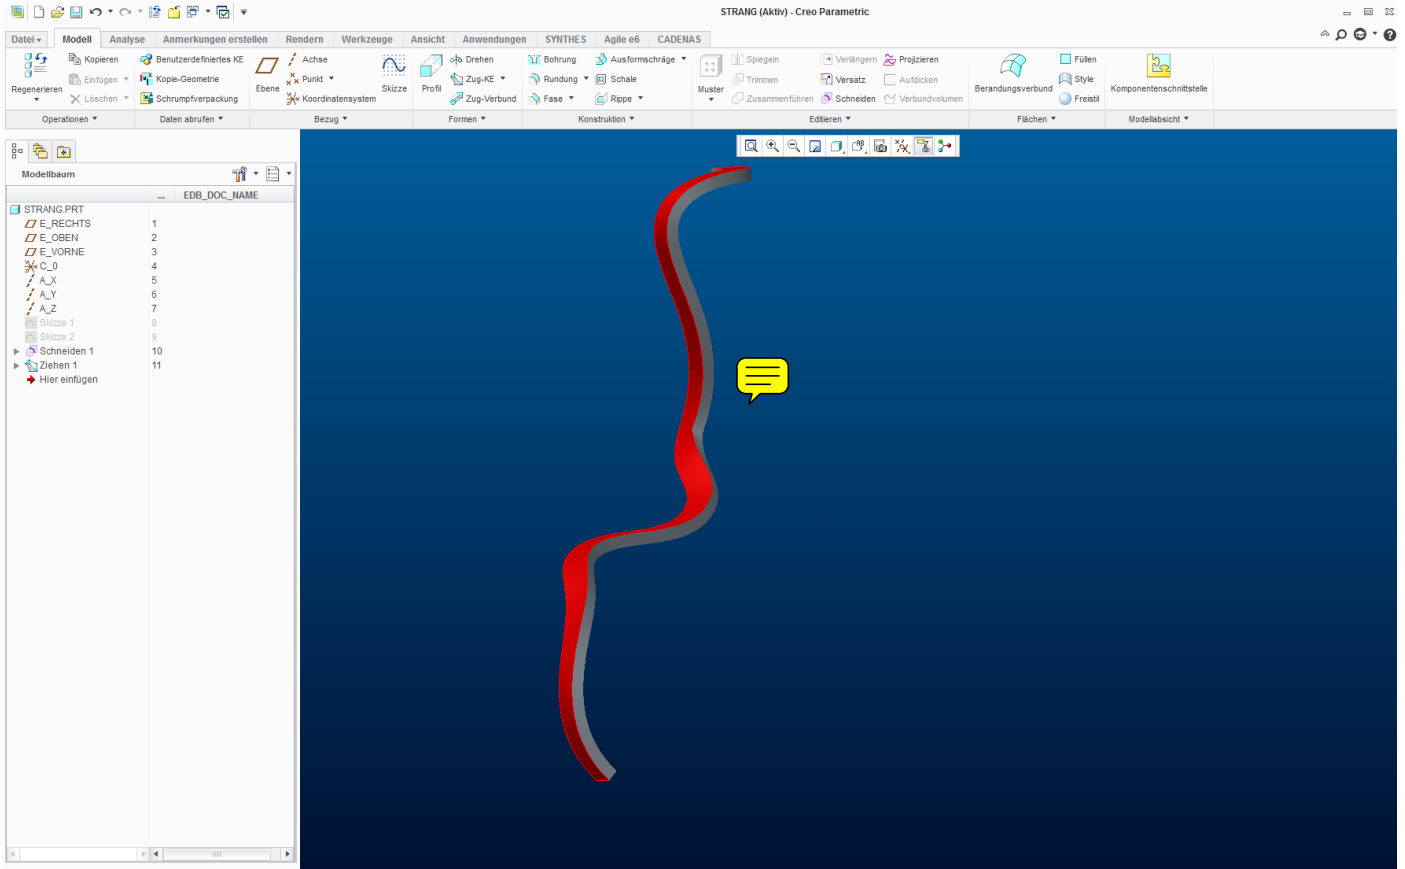 STRANG (Aktiv) - Creo Parametric
Datei Modell Analyse Anmerkungen erstellen Rendern Werkzeuge Ansicht Anwendungen SYNTHES Agile e6 CADENAS
Regenerieren
Kopieren
Einfügen
Löschen
Operationen
Benutzerdefiniertes KE
Kopie-Geometrie
Schrumpfverpackung
Daten abrufen
Ebene
Achse
Punkt
Koordinatensystem
Skizze
Bezug
Profil
Drehen
Zug-KE
Zug-Verbund
Formen
Bohrung
Rundung
Fase
Ausformschräge
Schale
Rippe
Konstruktion
Muster
Spiegeln
Trimmen
Zusammenführen
Verlängern
Versatz
Schneiden
Projizieren
Aufdicken
Verbundvolumen
Editieren
Berandungsverbund
Füllen
Style
Freistil
Flächen
Komponentenschnittstelle
Modellabsicht
Modellbaum
... EDB_DOC_NAME
STRANG.PRT
E_RECHTS 1
E_OBEN 2
E_VORNE 3
C_0 4
A_X 5
A_Y 6
A_Z 7
Skizze 1 8
Skizze 2 9
Schneiden 1 10
Ziehen 1 11
Hier einfügen